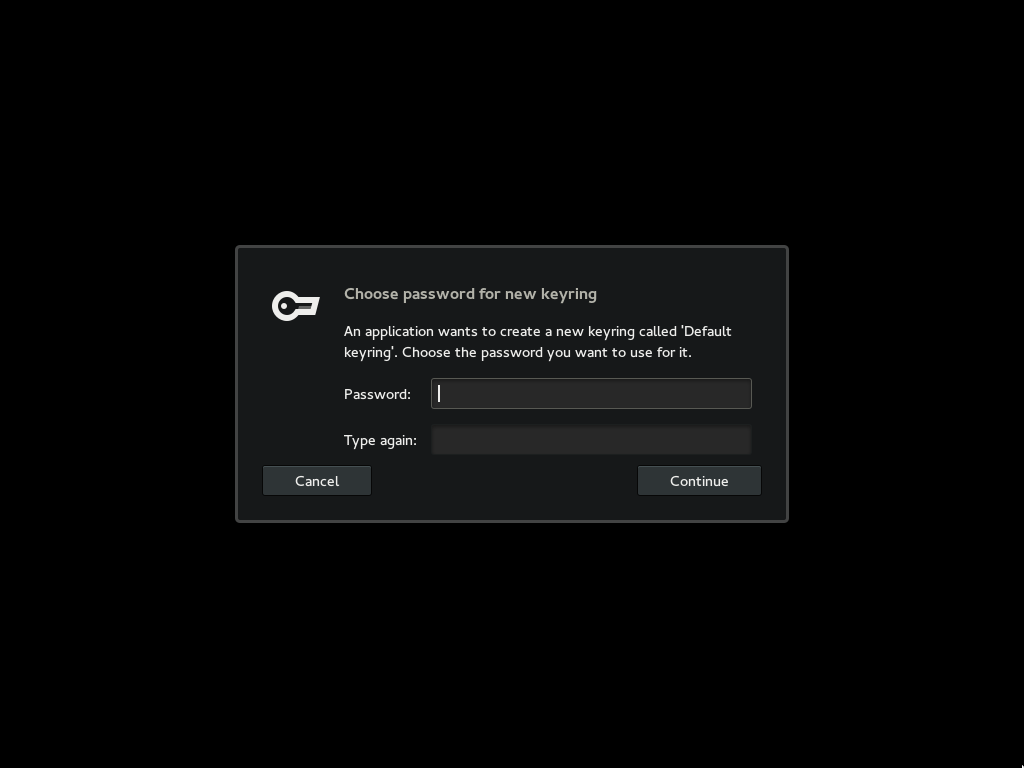 Choose password for new keyring
An application wants to create a new keyring called 'Default
keyring'. Choose the password you want to use for it.
Password:
Type again:
Cancel
Continue